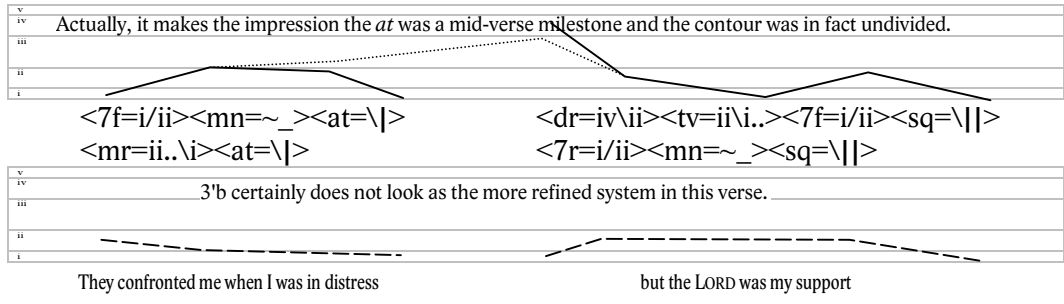 v
iv
Actually, it makes the impression the at was a mid-verse milestone and the contour was in fact undivided.
iii
ii
i
<7f=i/ii><mn=~_><at=\|> <dr=iv\ii><tv=ii\i..><7f=i/ii><sq=\||>
<mr=ii..\i><at=\|> <7r=i/ii><mn=~_><sq=\||>
v
iv
3'b certainly does not look as the more refined system in this verse.
iii
ii
i
They confronted me when I was in distress but the LORD was my support